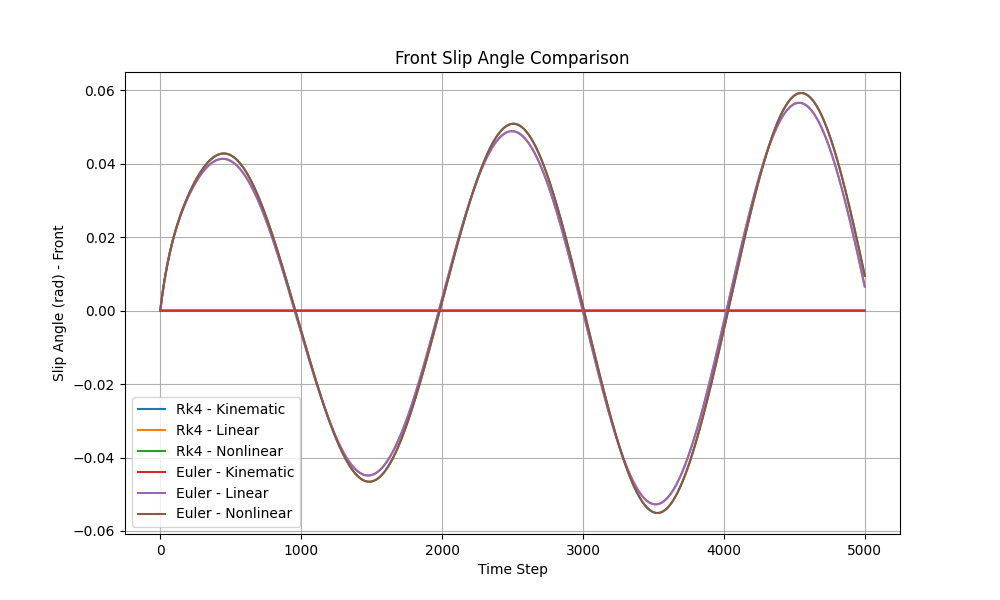 Front Slip Angle Comparison
Slip Angle (rad) - Front
0.06
0.04
0.02
0.00
−0.02
−0.04
−0.06
Rk4 - Kinematic
Rk4 - Linear
Rk4 - Nonlinear
Euler - Kinematic
Euler - Linear
Euler - Nonlinear
0 1000 2000 3000 4000 5000
Time Step